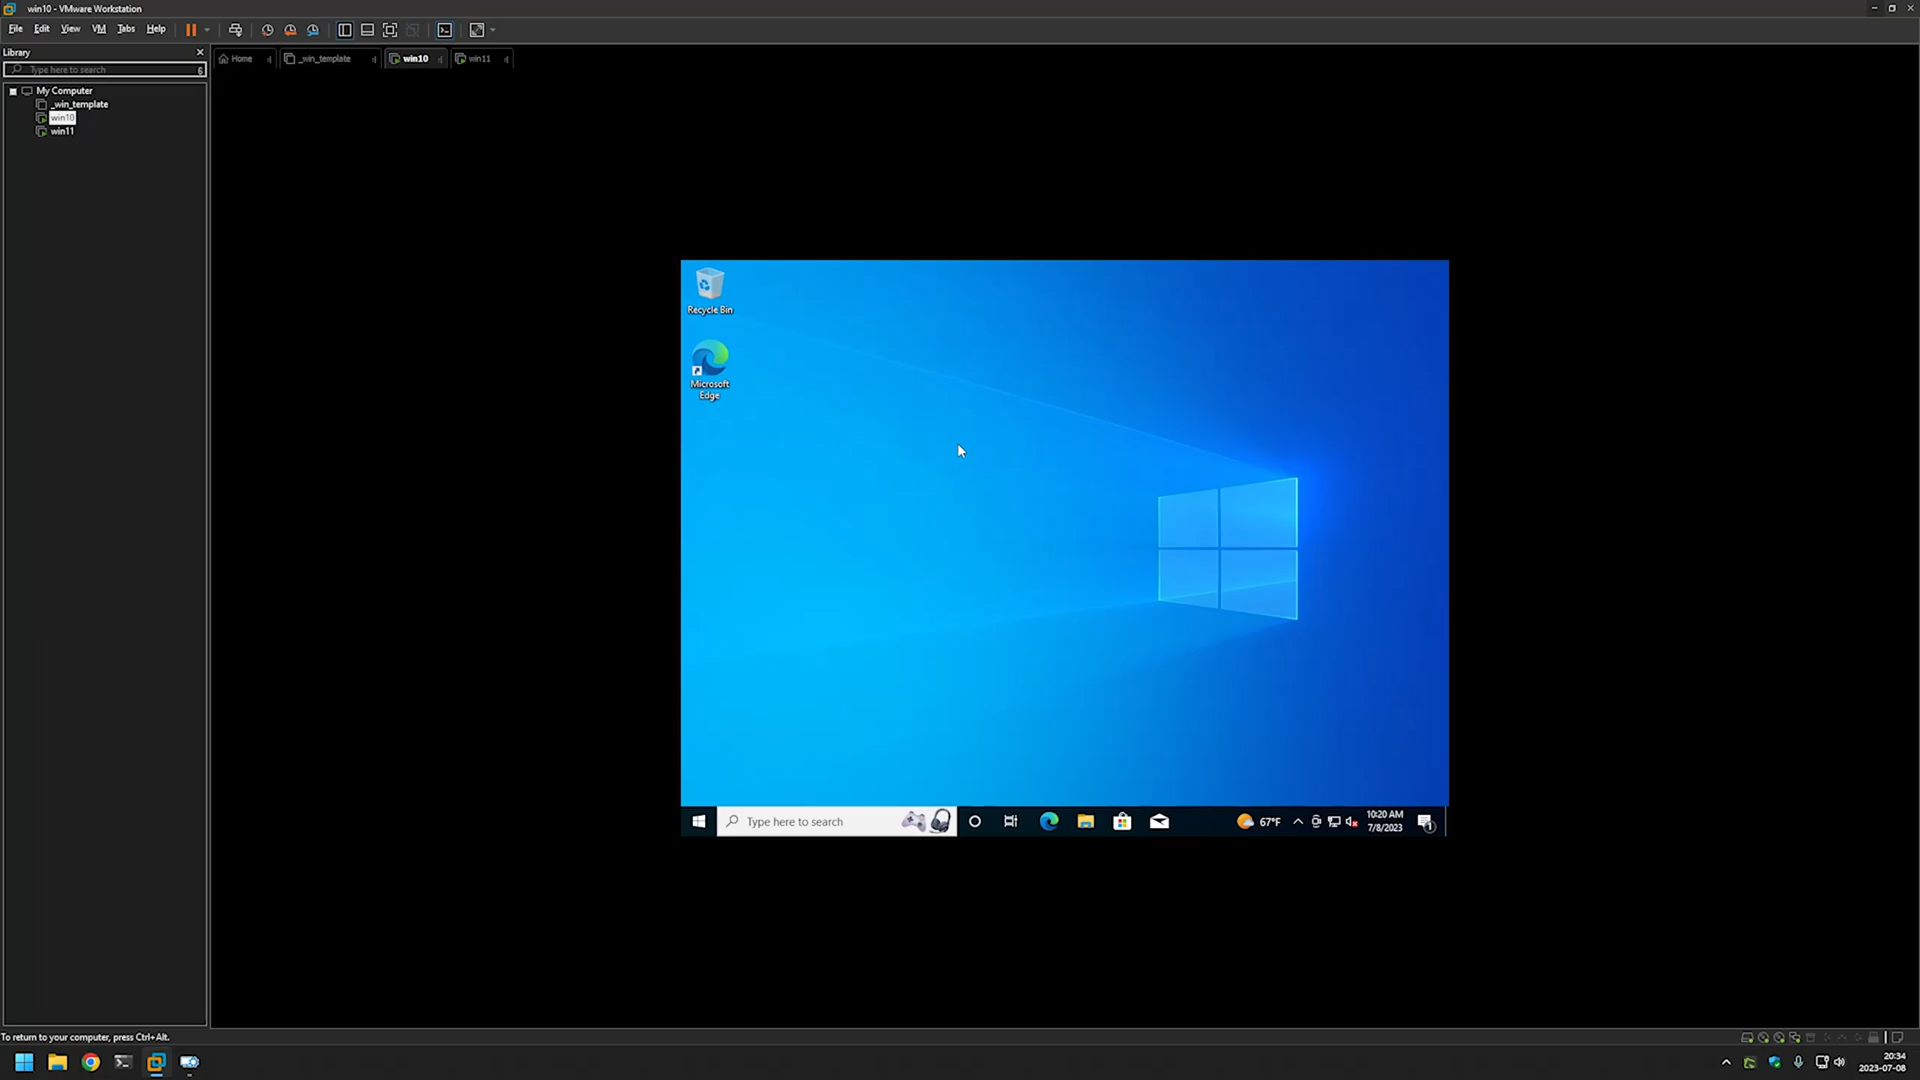 win10 - VMware Workstation
File Edit View VM Tabs Help
Library
Type here to search
Home
_win_template
win10
win11
My Computer
_win_template
win10
win11
Recycle Bin
Microsoft
Edge
Type here to search
67°F
10:20 AM
7/8/2023
1
To return to your computer, press Ctrl+Alt.
20:34
2023-07-08